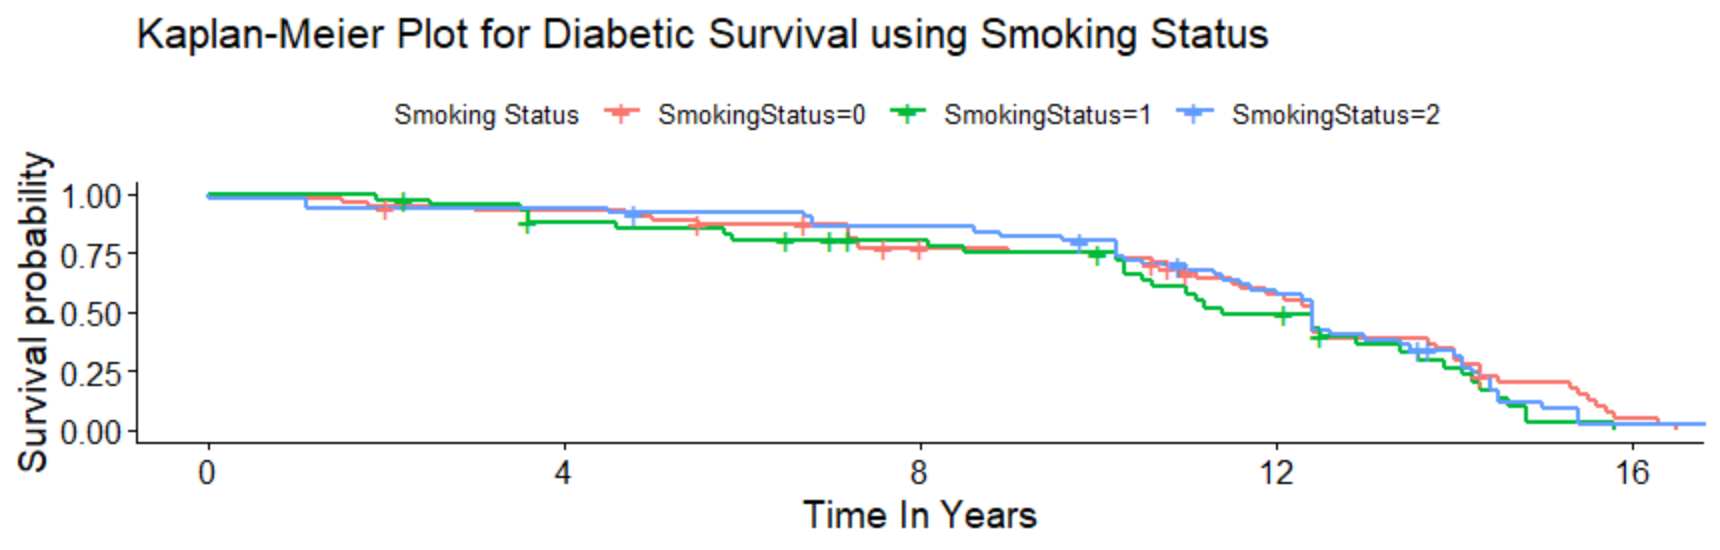 Kaplan-Meier Plot for Diabetic Survival using Smoking Status
Smoking Status SmokingStatus=0 SmokingStatus=1 SmokingStatus=2
Survival probability
1.00
0.75
0.50
0.25
0.00
0 4 8 12 16
Time In Years